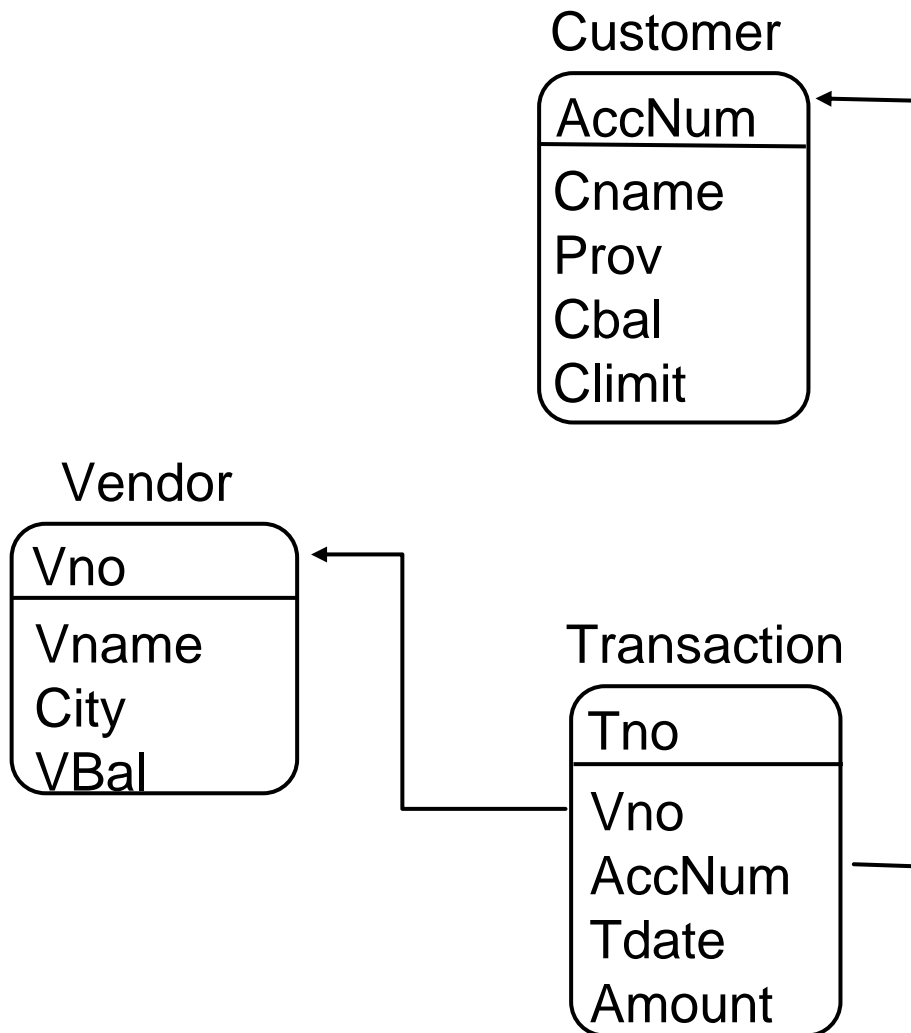 Customer
AccNum
Cname
Prov
Cbal
Climit
Vendor
Vno
Vname
City
VBal
Transaction
Tno
Vno
AccNum
Tdate
Amount